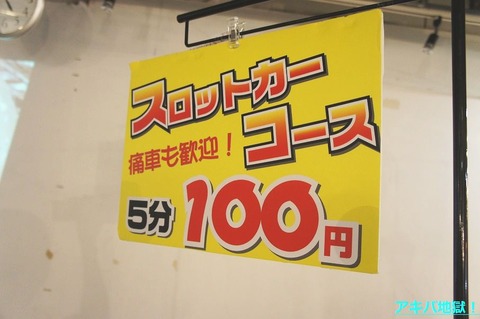 スロットカー
痛車も歓迎！
コース
5分 100円
アキバ地獄！